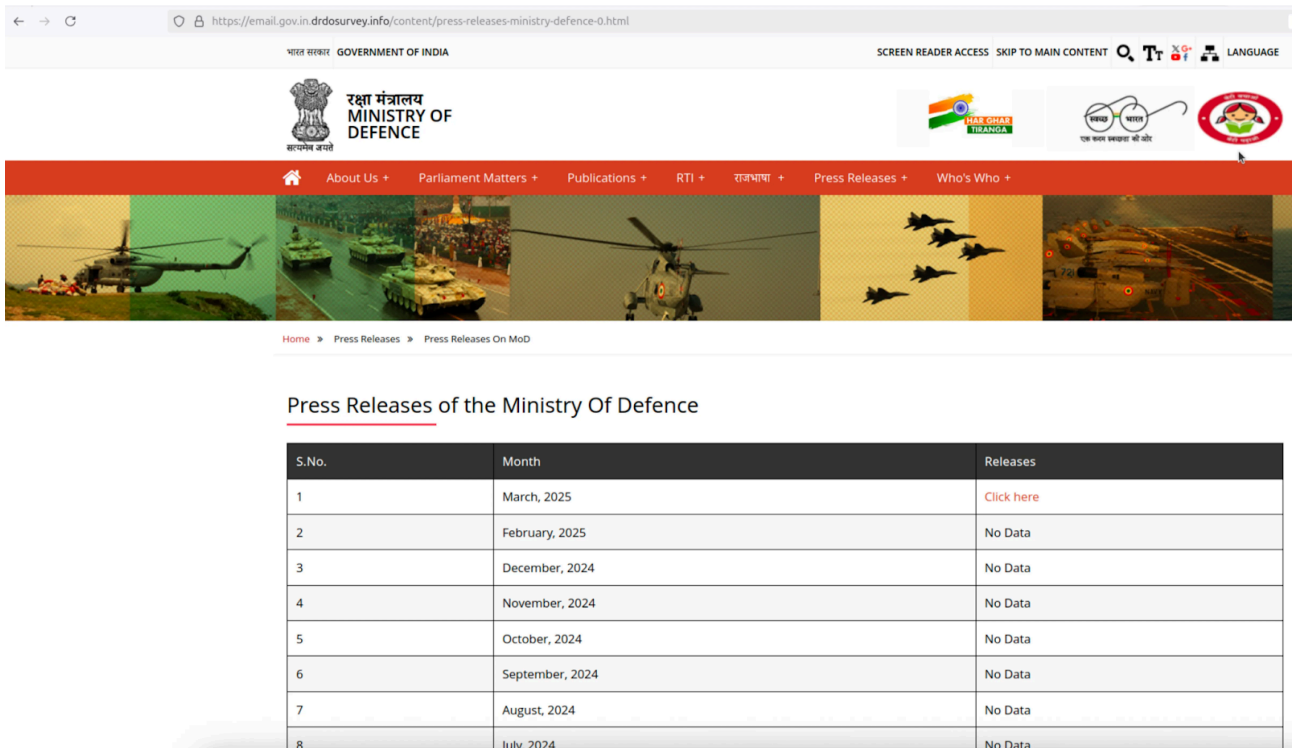 https://email.gov.in.drdosurvey.info/content/press-releases-ministry-defence-0.html
भारत सरकार GOVERNMENT OF INDIA
SCREEN READER ACCESS SKIP TO MAIN CONTENT TT LANGUAGE
रक्षा मंत्रालय
MINISTRY OF
DEFENCE
सत्यमेव जयते
HAR GHAR
TIRANGA
स्वच्छ भारत
एक कदम स्वच्छता की ओर
About Us + Parliament Matters + Publications + RTI + राजभाषा + Press Releases + Who's Who +
Home » Press Releases » Press Releases On MoD
Press Releases of the Ministry Of Defence
S.No. Month Releases
1 March, 2025 Click here
2 February, 2025 No Data
3 December, 2024 No Data
4 November, 2024 No Data
5 October, 2024 No Data
6 September, 2024 No Data
7 August, 2024 No Data
8 July, 2024 No Data